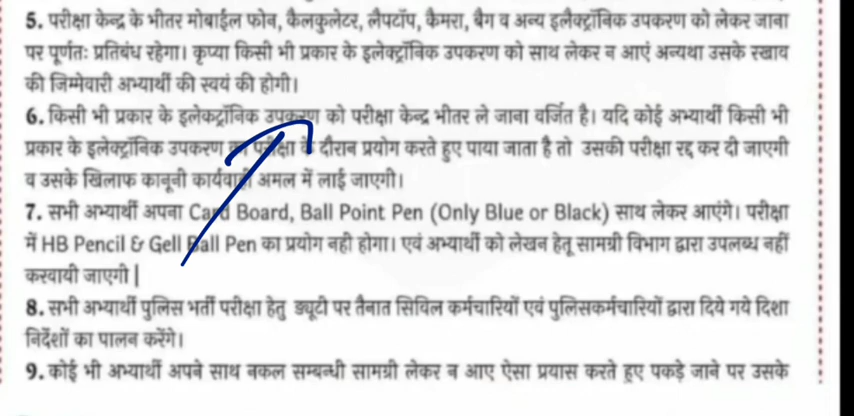 5. परीक्षा केन्द्र के भीतर मोबाईल फोन, कैलकुलेटर, लैपटॉप, कैमरा, बैग व अन्य इलैक्ट्रॉनिक उपकरण को लेकर जाना
पर पूर्णतः प्रतिबंध रहेगा। कृप्या किसी भी प्रकार के इलेक्ट्रॉनिक उपकरण को साथ लेकर न आएं अन्यथा उसके रखाव
की जिम्मेवारी अभ्यार्थी की स्वयं की होगी।
6. किसी भी प्रकार के इलेकट्रॉनिक उपकरण को परीक्षा केन्द्र भीतर ले जाना वर्जित है। यदि कोई अभ्यार्थी किसी भी
प्रकार के इलेक्ट्रॉनिक उपकरण का परीक्षा के दौरान प्रयोग करते हुए पाया जाता है तो उसकी परीक्षा रद्द कर दी जाएगी
व उसके खिलाफ कानूनी कार्यवाही अमल में लाई जाएगी।
7. सभी अभ्यार्थी अपना Card Board, Ball Point Pen (Only Blue or Black) साथ लेकर आएंगे। परीक्षा
में HB Pencil & Gell Ball Pen का प्रयोग नही होगा। एवं अभ्यार्थी को लेखन हेतू सामग्री विभाग द्वारा उपलब्ध नहीं
करवायी जाएगी |
8. सभी अभ्यार्थी पुलिस भर्ती परीक्षा हेतु ड्यूटी पर तैनात सिविल कर्मचारियों एवं पुलिसकर्मचारियों द्वारा दिये गये दिशा
निर्देशों का पालन करेंगे।
9. कोई भी अभ्यार्थी अपने साथ नकल सम्बन्धी सामग्री लेकर न आए ऐसा प्रयास करते हुए पकड़े जाने पर उसके